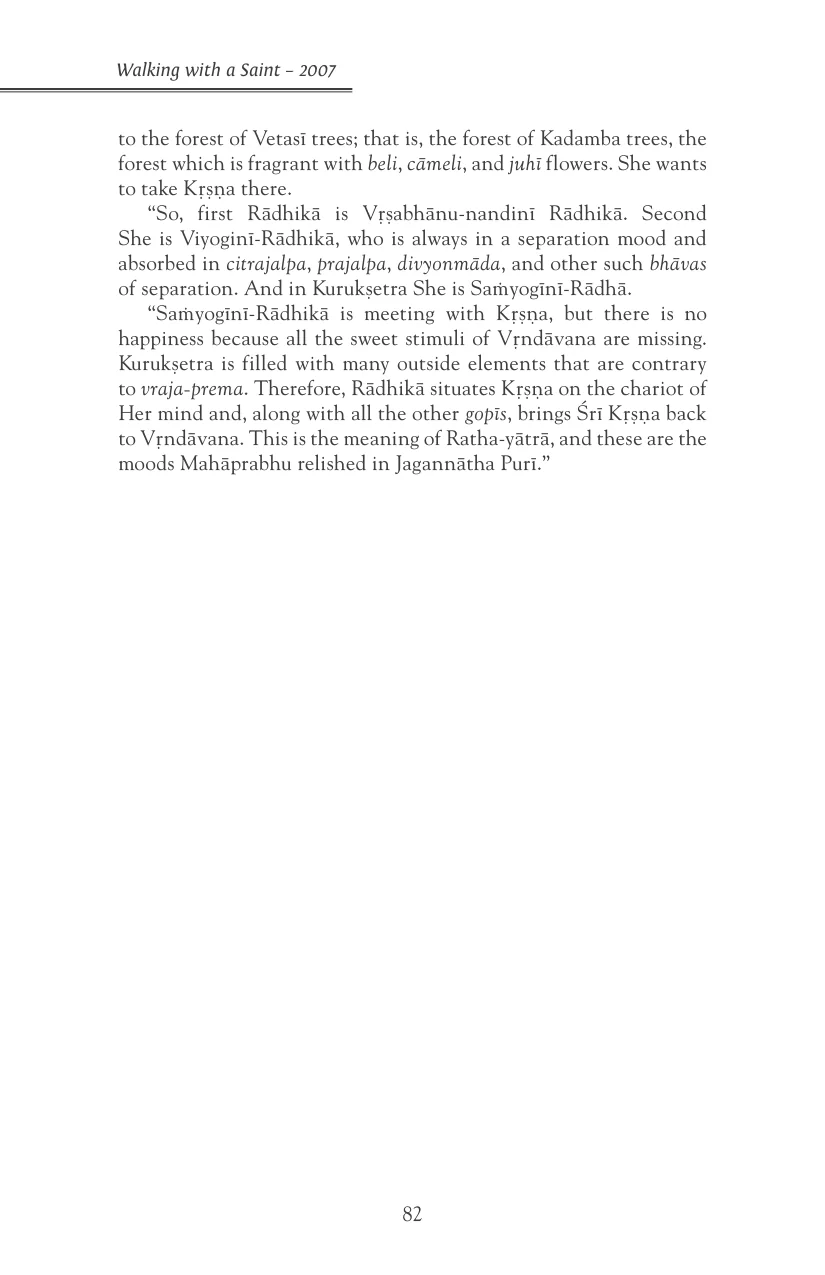 Walking with a Saint – 2007
to the forest of Vetasī trees; that is, the forest of Kadamba trees, the
forest which is fragrant with beli, cāmeli, and juhī flowers. She wants
to take Kṛṣṇa there.
“So, first Rādhikā is Vṛṣabhānu-nandinī Rādhikā. Second
She is Viyoginī-Rādhikā, who is always in a separation mood and
absorbed in citrajalpa, prajalpa, divyonmāda, and other such bhāvas
of separation. And in Kurukṣetra She is Saṁyogīnī-Rādhā.
“Saṁyogīnī-Rādhikā is meeting with Kṛṣṇa, but there is no
happiness because all the sweet stimuli of Vṛndāvana are missing.
Kurukṣetra is filled with many outside elements that are contrary
to vraja-prema. Therefore, Rādhikā situates Kṛṣṇa on the chariot of
Her mind and, along with all the other gopīs, brings Śrī Kṛṣṇa back
to Vṛndāvana. This is the meaning of Ratha-yātrā, and these are the
moods Mahāprabhu relished in Jagannātha Purī.”
82